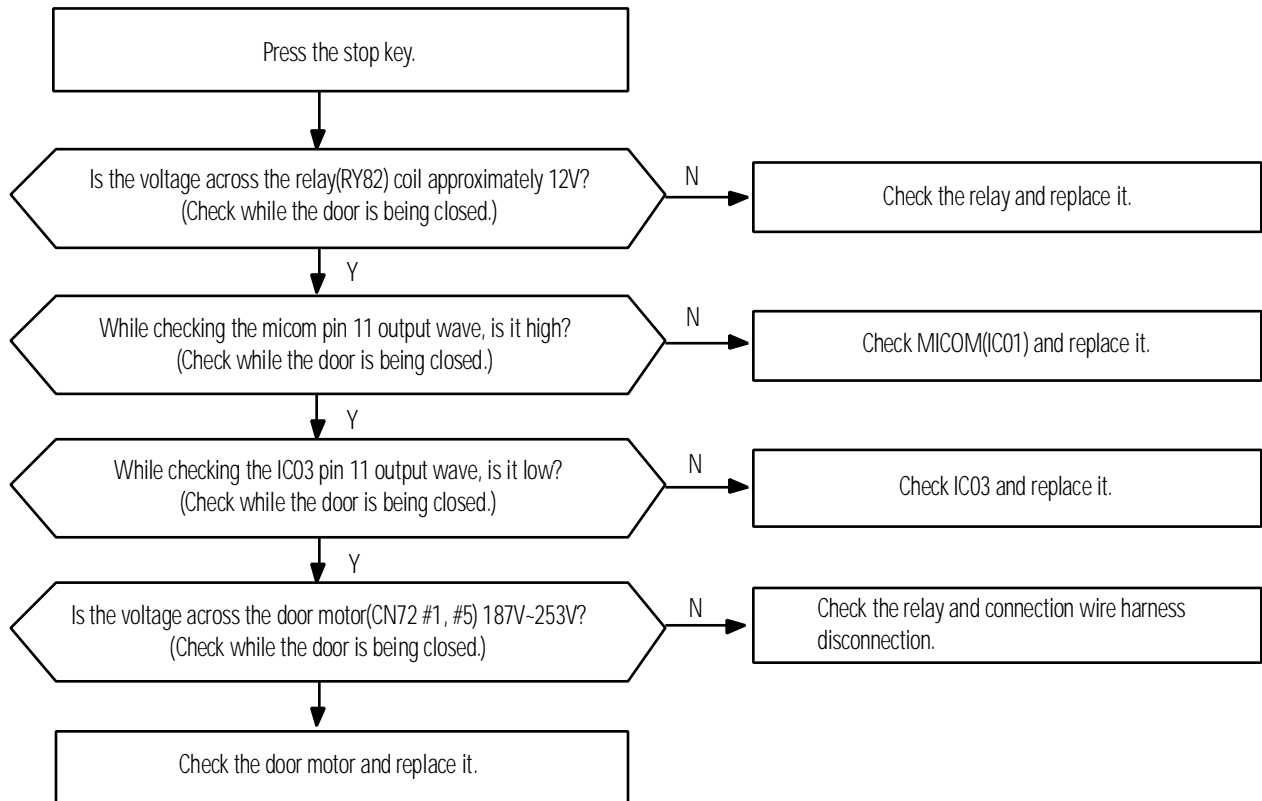 Press the stop key.
Is the voltage across the relay(RY82) coil approximately 12V?
(Check while the door is being closed.)
N
Check the relay and replace it.
Y
While checking the micom pin 11 output wave, is it high?
(Check while the door is being closed.)
N
Check MICOM(IC01) and replace it.
Y
While checking the IC03 pin 11 output wave, is it low?
(Check while the door is being closed.)
N
Check IC03 and replace it.
Y
Is the voltage across the door motor(CN72 #1, #5) 187V~253V?
(Check while the door is being closed.)
N
Check the relay and connection wire harness
disconnection.
Check the door motor and replace it.